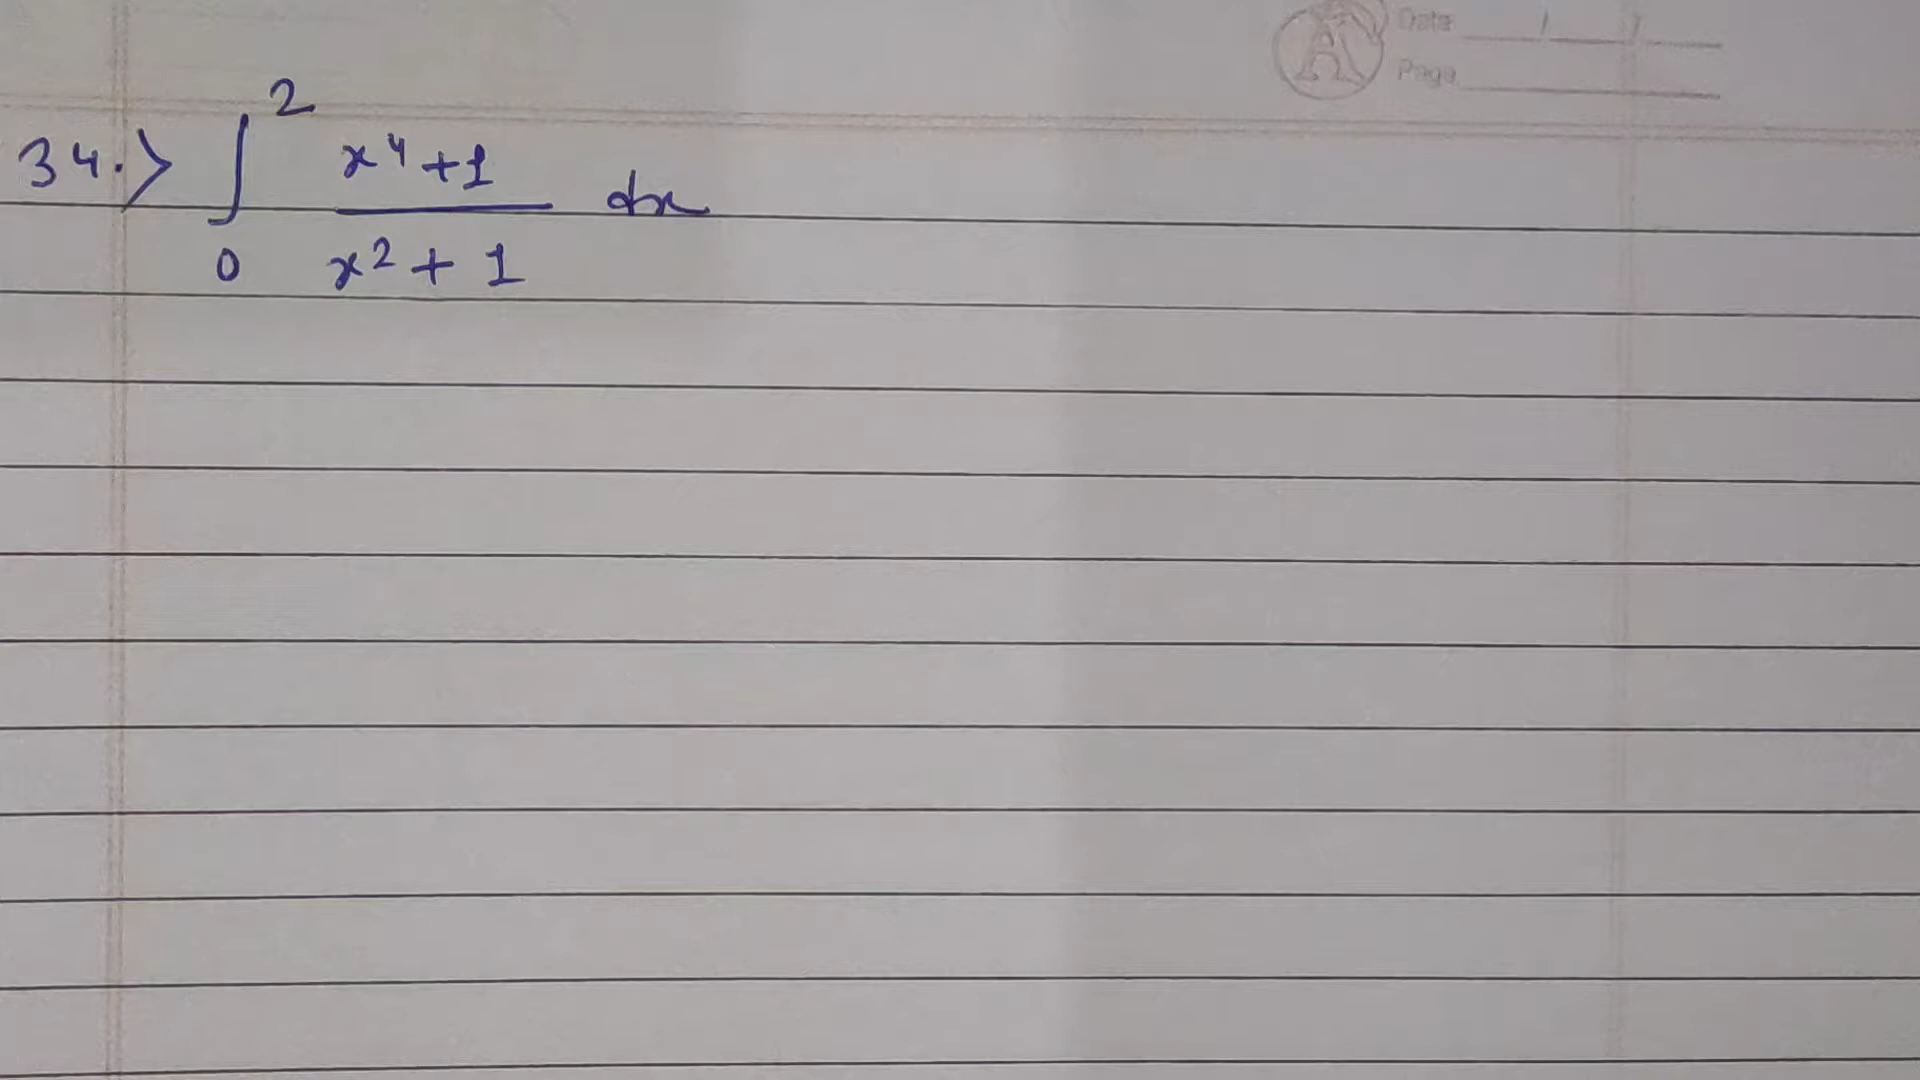 Date / /
Page
34.> ∫₀² (x⁴+1)/(x²+1) dx